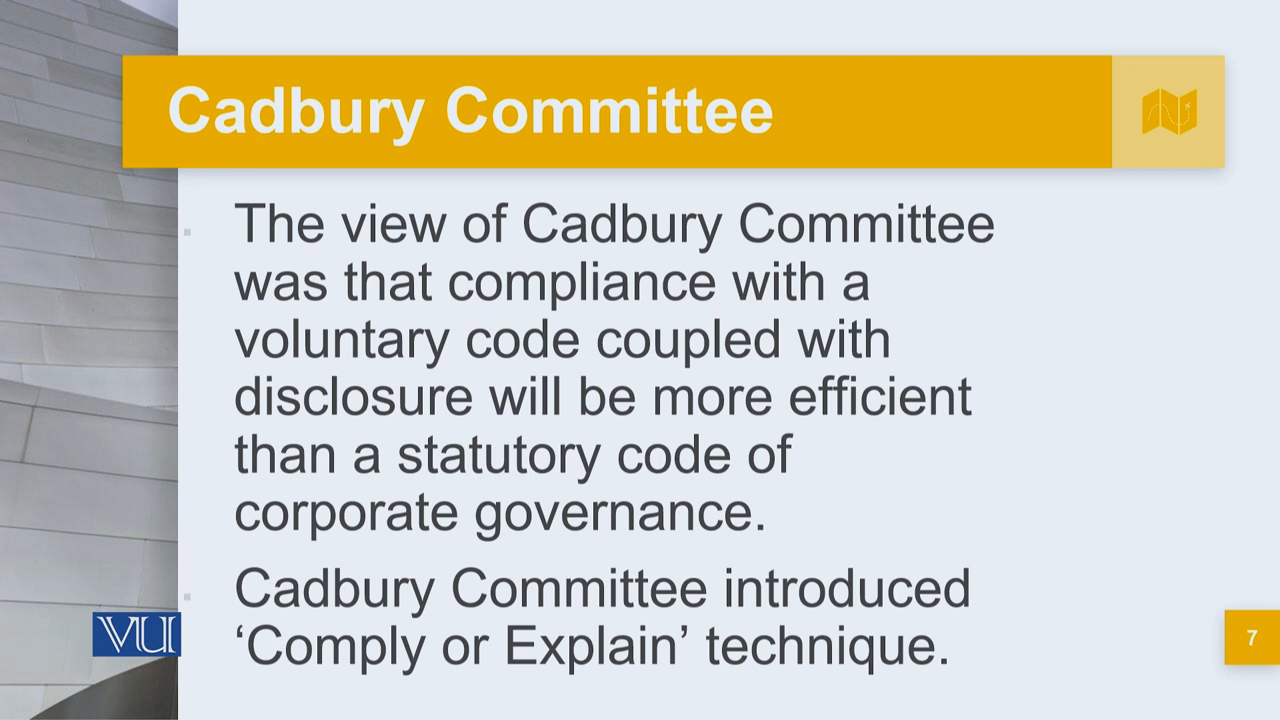 Cadbury Committee
The view of Cadbury Committee
was that compliance with a
voluntary code coupled with
disclosure will be more efficient
than a statutory code of
corporate governance.
Cadbury Committee introduced
‘Comply or Explain’ technique.
VU
7